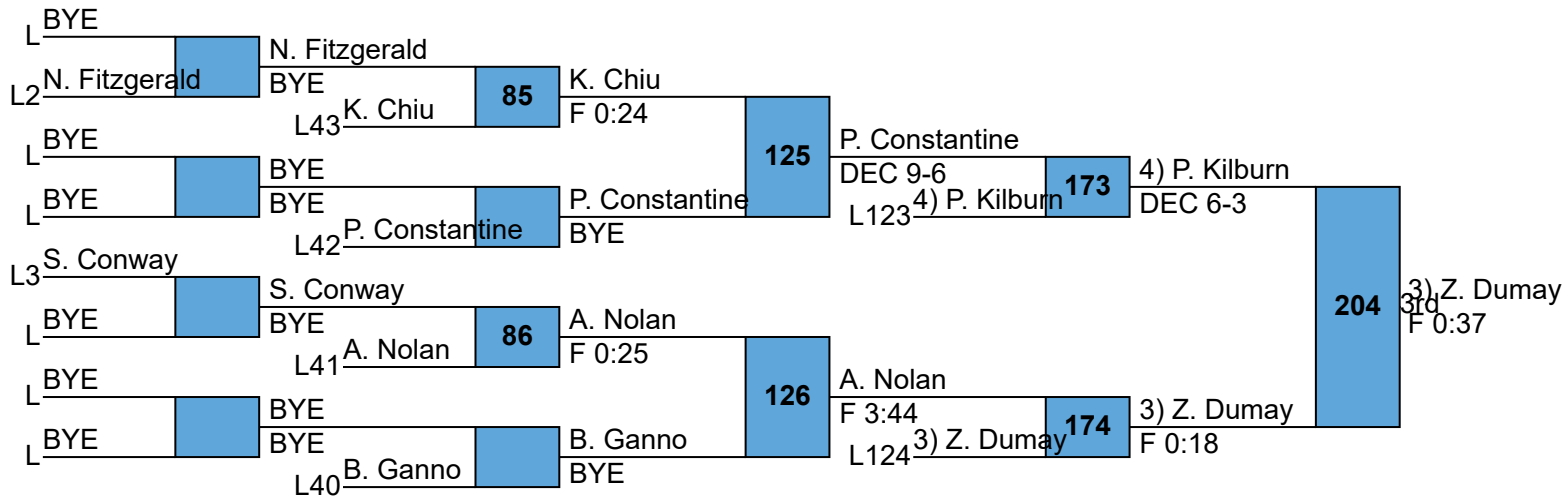 BYE
L
N. Fitzgerald
L2
N. Fitzgerald
BYE
K. Chiu
L43
85
K. Chiu
F 0:24
BYE
L
BYE
L
BYE
BYE
P. Constantine
L42
P. Constantine
BYE
125
P. Constantine
DEC 9-6
4) P. Kilburn
L123
173
4) P. Kilburn
DEC 6-3
S. Conway
L3
BYE
L
S. Conway
BYE
A. Nolan
L41
86
A. Nolan
F 0:25
BYE
L
BYE
L
BYE
BYE
B. Ganno
L40
B. Ganno
BYE
126
A. Nolan
F 3:44
3) Z. Dumay
L124
174
3) Z. Dumay
F 0:18
204
3) Z. Dumay
3rd
F 0:37